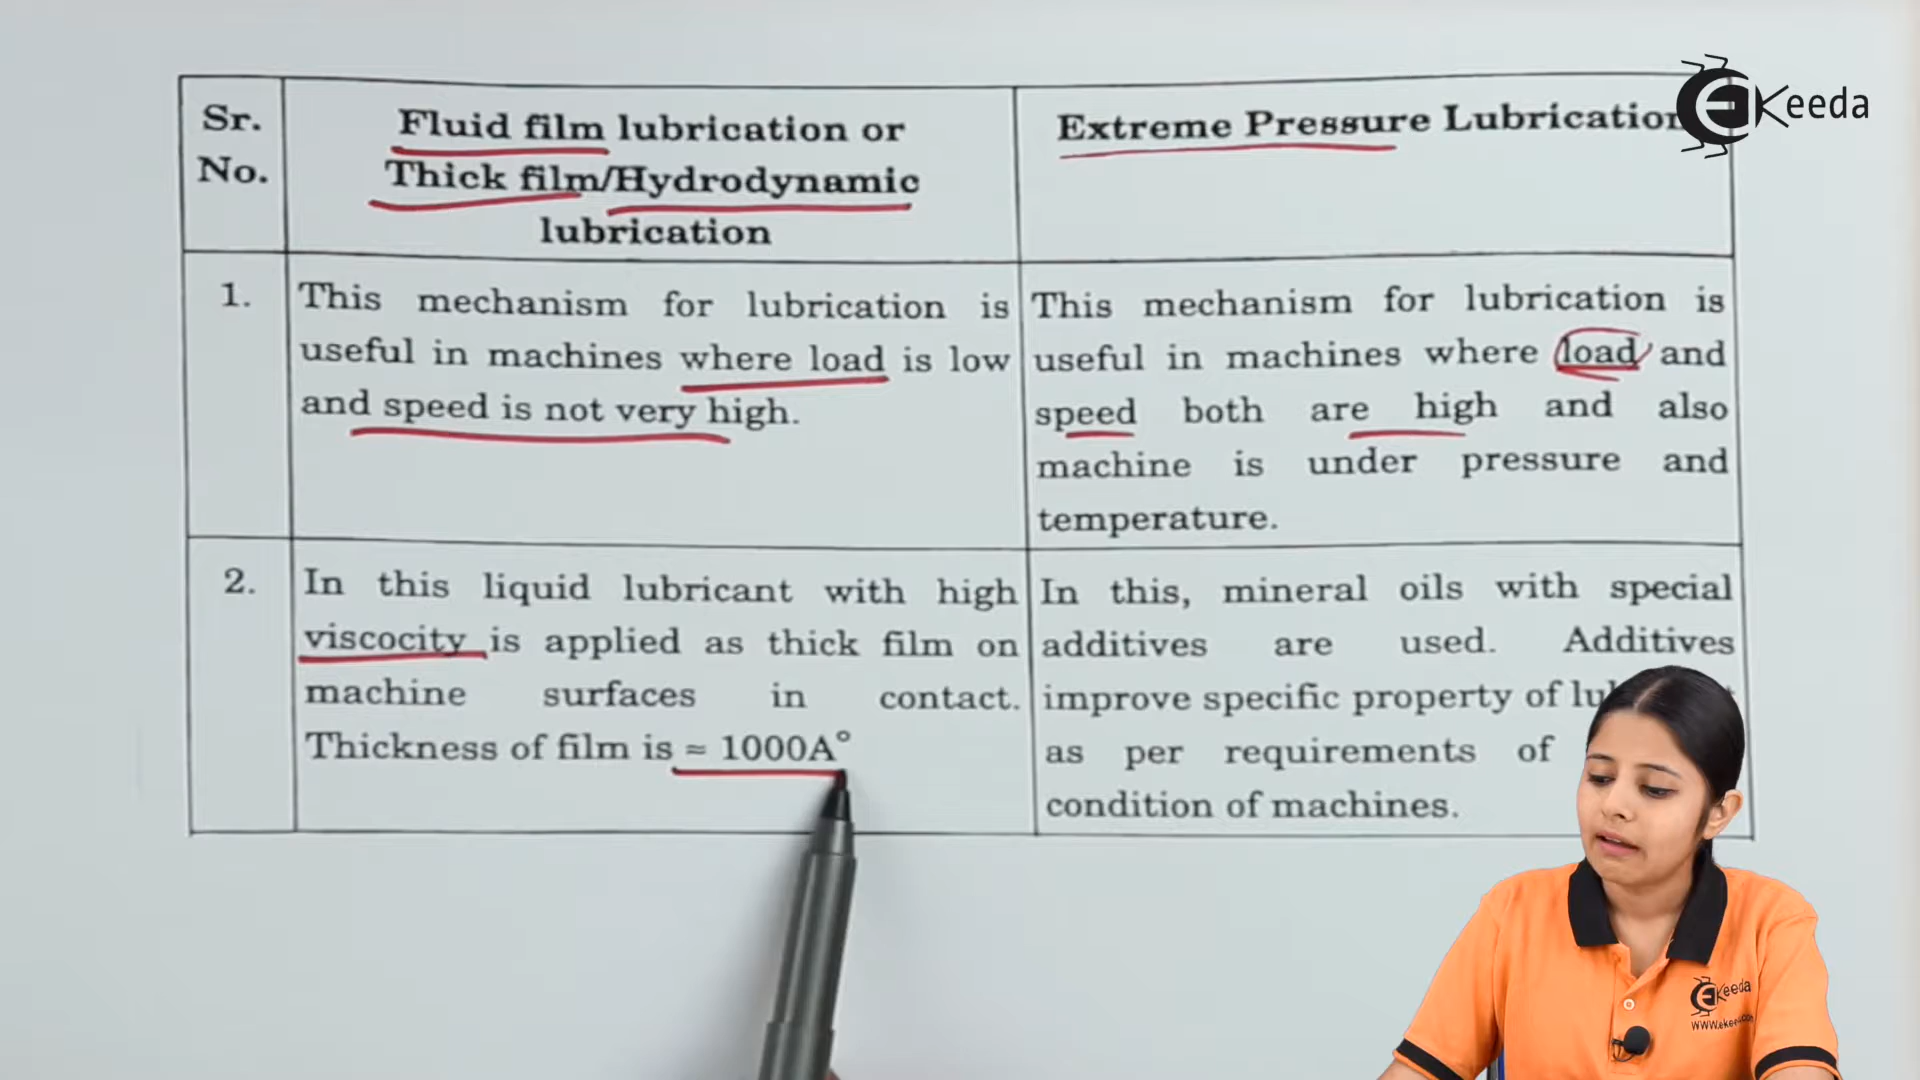 Sr.
No.
Fluid film lubrication or
Thick film/Hydrodynamic
lubrication
Extreme Pressure Lubrication
Keeda
1.
This mechanism for lubrication is
useful in machines where load is low
and speed is not very high.
This mechanism for lubrication is
useful in machines where load and
speed both are high and also
machine is under pressure and
temperature.
2.
In this liquid lubricant with high
viscocity is applied as thick film on
machine surfaces in contact.
Thickness of film is ≈ 1000A°
In this, mineral oils with special
additives are used. Additives
improve specific property of
as per requirements of
condition of machines.
Keeda